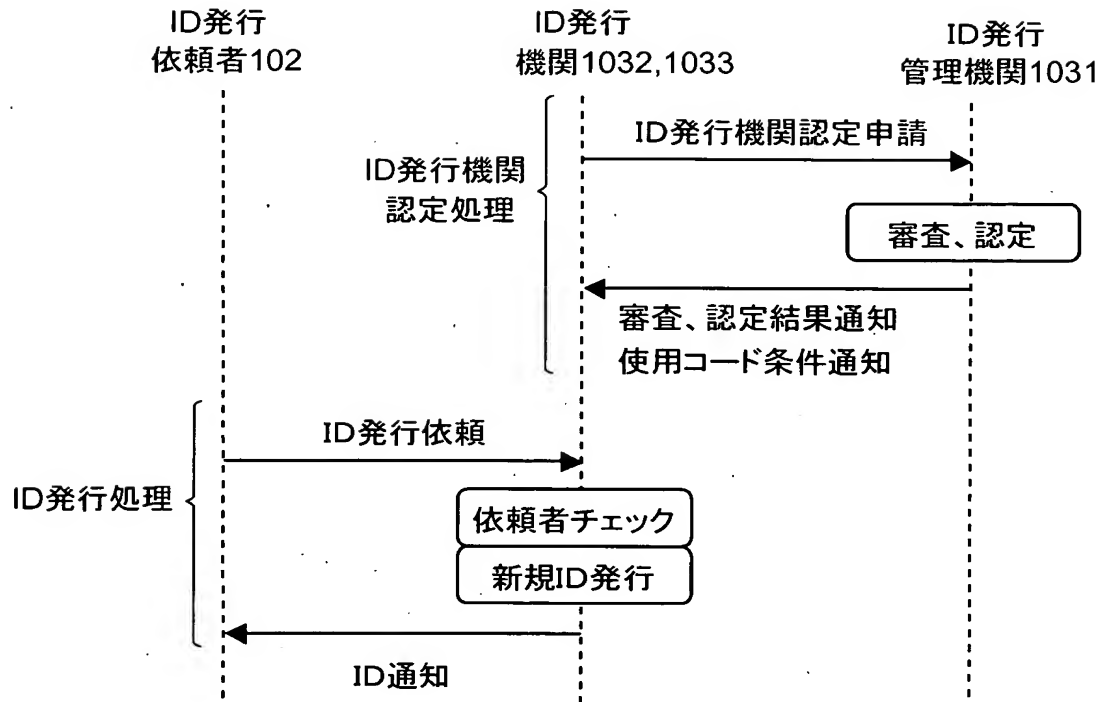 ID発行
依頼者102
ID発行
機関1032,1033
ID発行
管理機関1031
ID発行機関認定申請
ID発行機関
認定処理
審査、認定
審査、認定結果通知
使用コード条件通知
ID発行依頼
ID発行処理
依頼者チェック
新規ID発行
ID通知